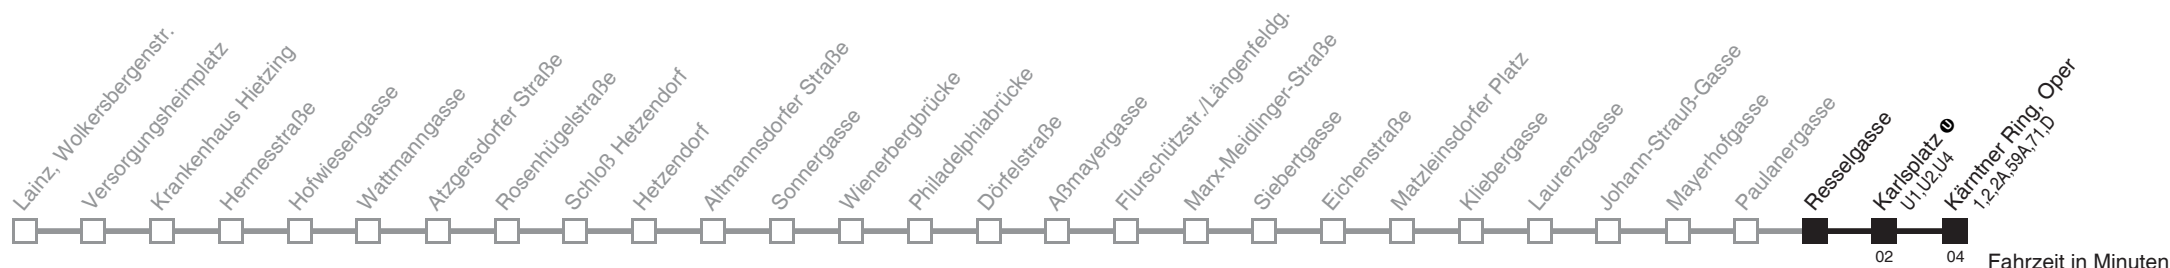 Lainz, Wolkersbergenstr.
Versorgungsheimplatz
Krankenhaus Hietzing
Hermesstraße
Hofwiesengasse
Wattmanngasse
Atzgersdorfer Straße
Rosenhügelstraße
Schloß Hetzendorf
Hetzendorf
Altmannsdorfer Straße
Sonnergasse
Wienerbergbrücke
Philadelphiabrücke
Dörfelstraße
Aßmayergasse
Flurschützstr./Längenfeldg.
Marx-Meidlinger-Straße
Siebertgasse
Eichenstraße
Matzleinsdorfer Platz
Kliebergasse
Laurenzgasse
Johann-Strauß-Gasse
Mayerhofgasse
Paulanergasse
Resselgasse
Karlsplatz U
U1,U2,U4
Kärntner Ring, Oper
1,2,2A,59A,71,D
02
04
Fahrzeit in Minuten